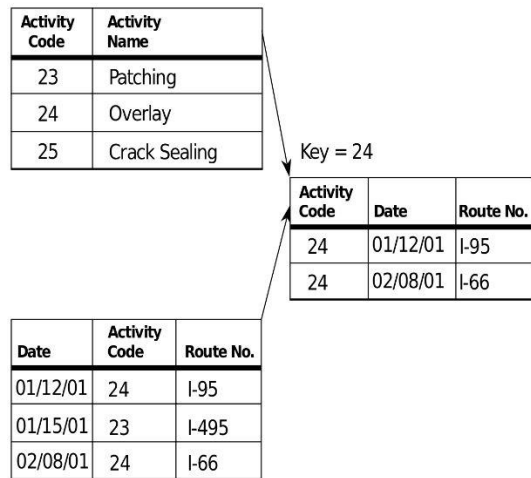 Activity Code Activity Name
23 Patching
24 Overlay
25 Crack Sealing
Key = 24
Activity Code Date Route No.
24 01/12/01 I-95
24 02/08/01 I-66
Date Activity Code Route No.
01/12/01 24 I-95
01/15/01 23 I-495
02/08/01 24 I-66